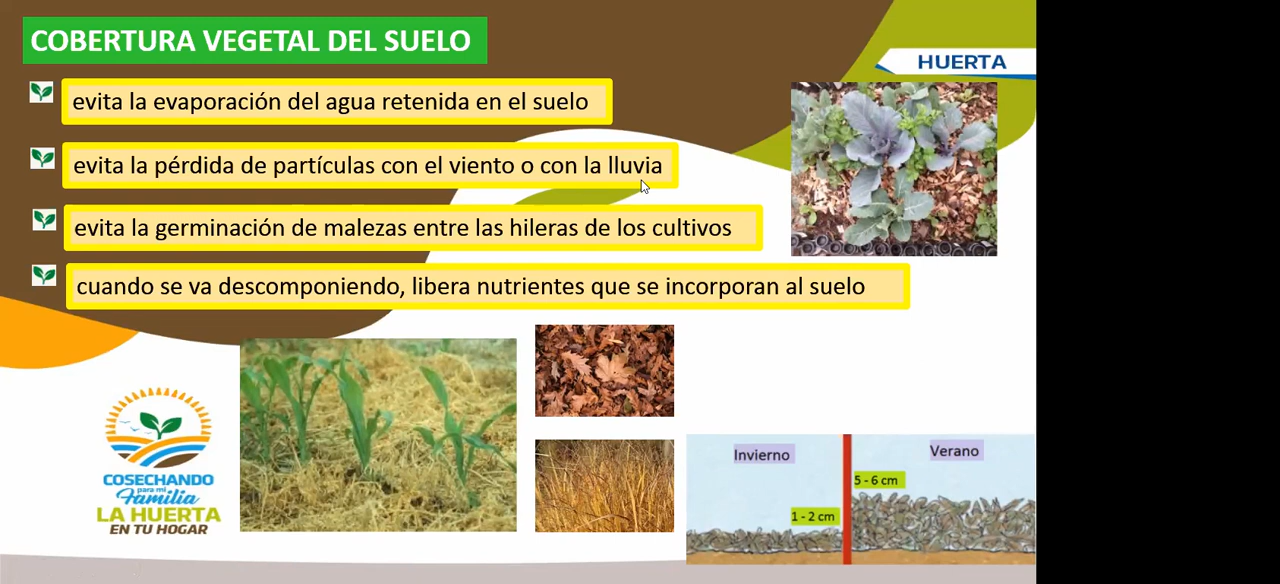 COBERTURA VEGETAL DEL SUELO
HUERTA
evita la evaporación del agua retenida en el suelo
evita la pérdida de partículas con el viento o con la lluvia
evita la germinación de malezas entre las hileras de los cultivos
cuando se va descomponiendo, libera nutrientes que se incorporan al suelo
COSECHANDO
para mi
Familia
LA HUERTA
EN TU HOGAR
Invierno
Verano
5 - 6 cm
1 - 2 cm